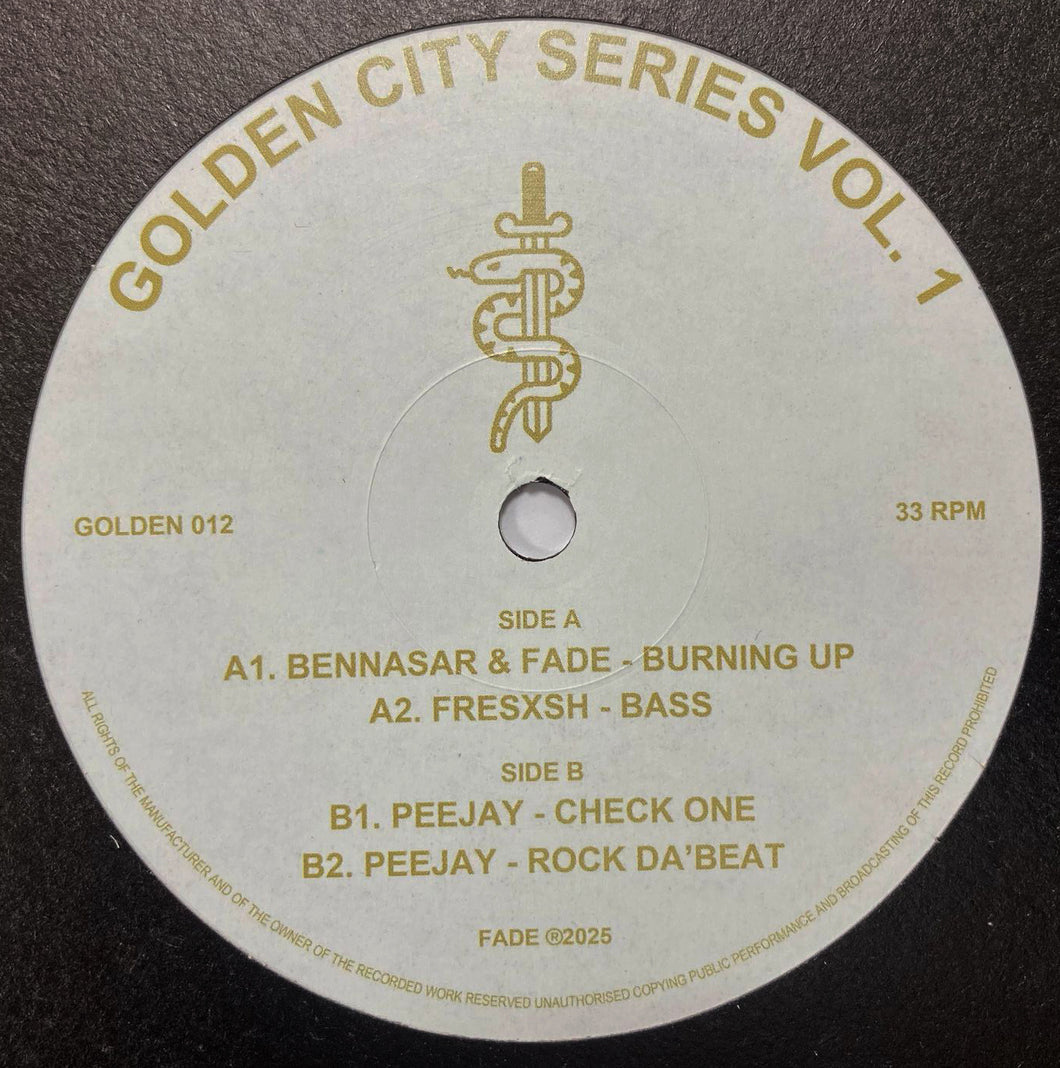 GOLDEN CITY SERIES VOL. 1
GOLDEN 012
33 RPM
SIDE A
A1. BENNASAR & FADE - BURNING UP
A2. FRESXSH - BASS
SIDE B
B1. PEEJAY - CHECK ONE
B2. PEEJAY - ROCK DA’BEAT
FADE ®2025
ALL RIGHTS OF THE MANUFACTURER AND OF THE OWNER OF THE RECORDED WORK RESERVED UNAUTHORISED COPYING PUBLIC PERFORMANCE AND BROADCASTING OF THIS RECORD PROHIBITED